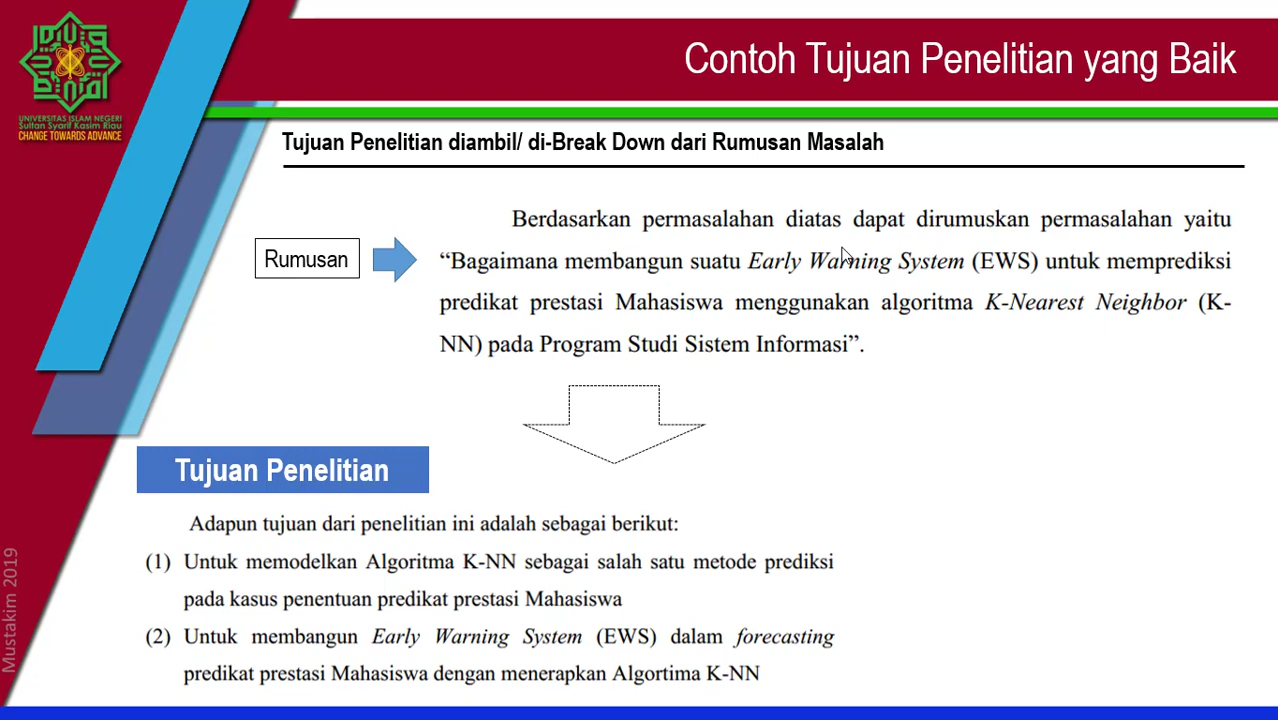 UNIVERSITAS ISLAM NEGERI
Sultan Syarif Kasim Riau
CHANGE TOWARDS ADVANCE
Contoh Tujuan Penelitian yang Baik
Tujuan Penelitian diambil/ di-Break Down dari Rumusan Masalah
Rumusan
Berdasarkan permasalahan diatas dapat dirumuskan permasalahan yaitu
“Bagaimana membangun suatu Early Warning System (EWS) untuk memprediksi
predikat prestasi Mahasiswa menggunakan algoritma K-Nearest Neighbor (K-
NN) pada Program Studi Sistem Informasi”.
Tujuan Penelitian
Adapun tujuan dari penelitian ini adalah sebagai berikut:
(1) Untuk memodelkan Algoritma K-NN sebagai salah satu metode prediksi
pada kasus penentuan predikat prestasi Mahasiswa
(2) Untuk membangun Early Warning System (EWS) dalam forecasting
predikat prestasi Mahasiswa dengan menerapkan Algortima K-NN
Mustakim 2019